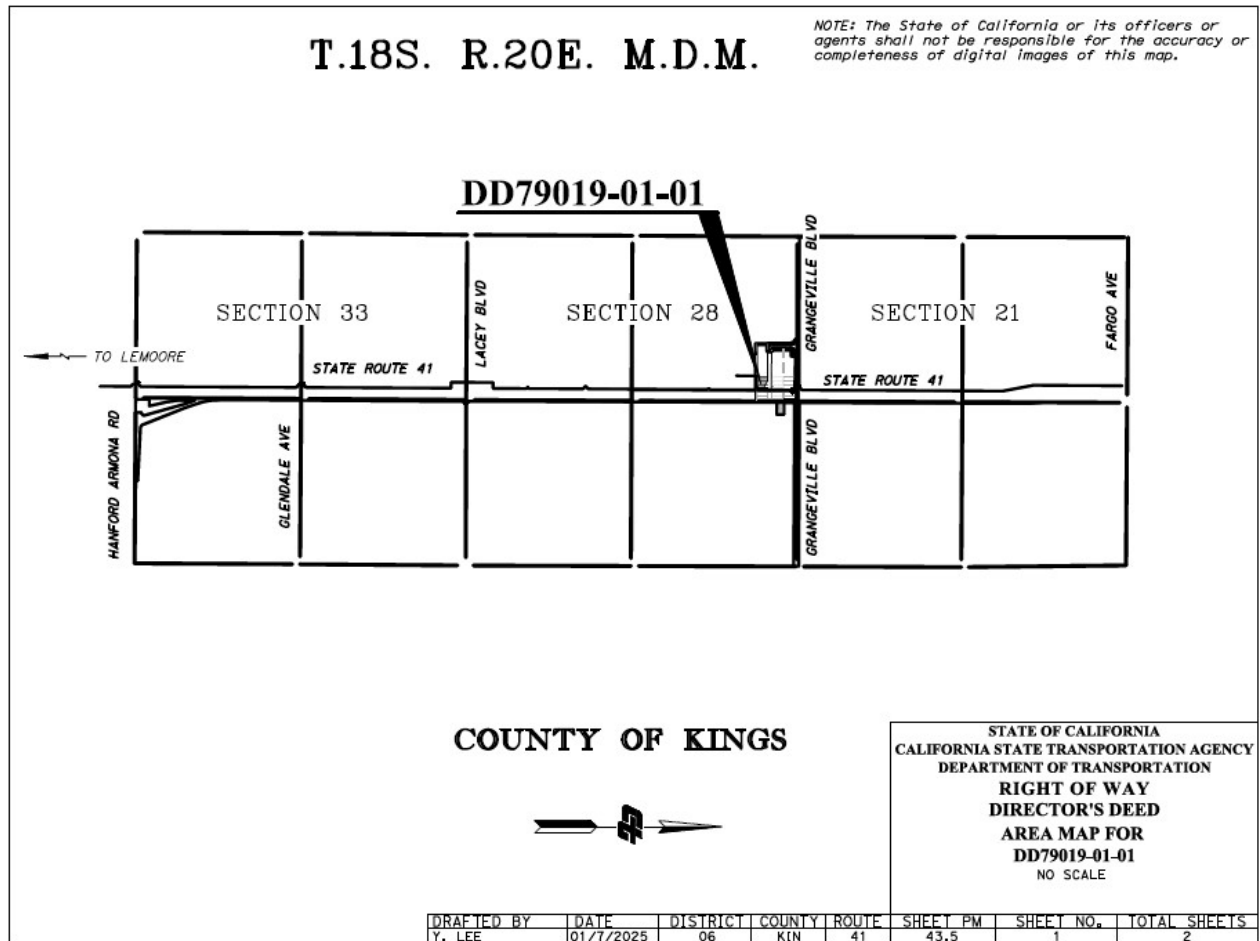 T.18S. R.20E. M.D.M.
NOTE: The State of California or its officers or
agents shall not be responsible for the accuracy or
completeness of digital images of this map.
DD79019-01-01
GRANGEVILLE BLVD
SECTION 33
LACEY BLVD
SECTION 28
SECTION 21
FARGO AVE
TO LEMOORE
STATE ROUTE 41
STATE ROUTE 41
HANFORD ARMONA RD
GLENDALE AVE
GRANGEVILLE BLVD
COUNTY OF KINGS
STATE OF CALIFORNIA
CALIFORNIA STATE TRANSPORTATION AGENCY
DEPARTMENT OF TRANSPORTATION
RIGHT OF WAY
DIRECTOR'S DEED
AREA MAP FOR
DD79019-01-01
NO SCALE
DRAFTED BY DATE DISTRICT COUNTY ROUTE SHEET PM SHEET NO. TOTAL SHEETS
Y. LEE 01/7/2025 06 KIN 41 43.5 1 2